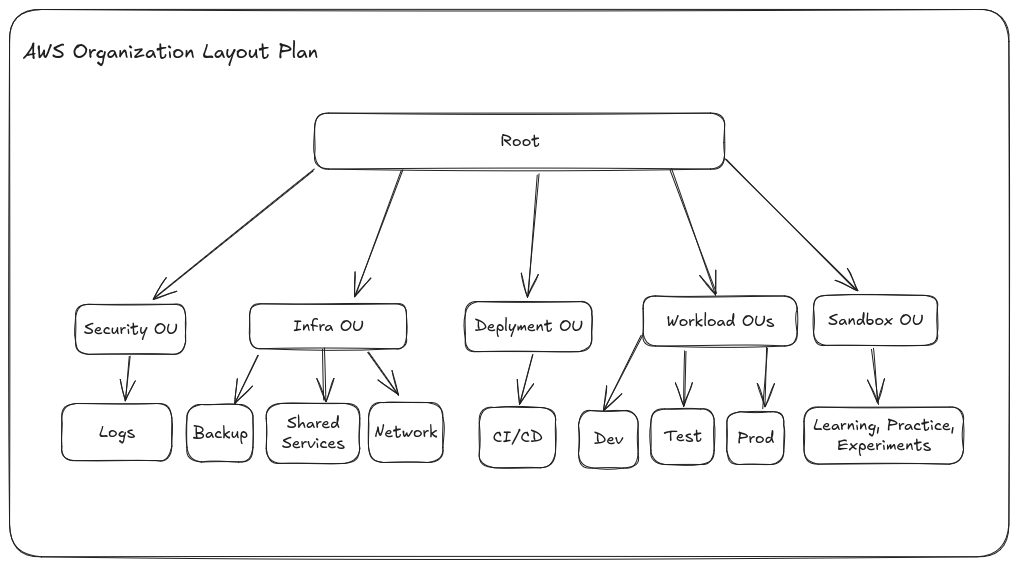 AWS Organization Layout Plan
Root
Security OU
Infra OU
Deplyment OU
Workload OUs
Sandbox OU
Logs
Backup
Shared
Services
Network
CI/CD
Dev
Test
Prod
Learning, Practice,
Experiments